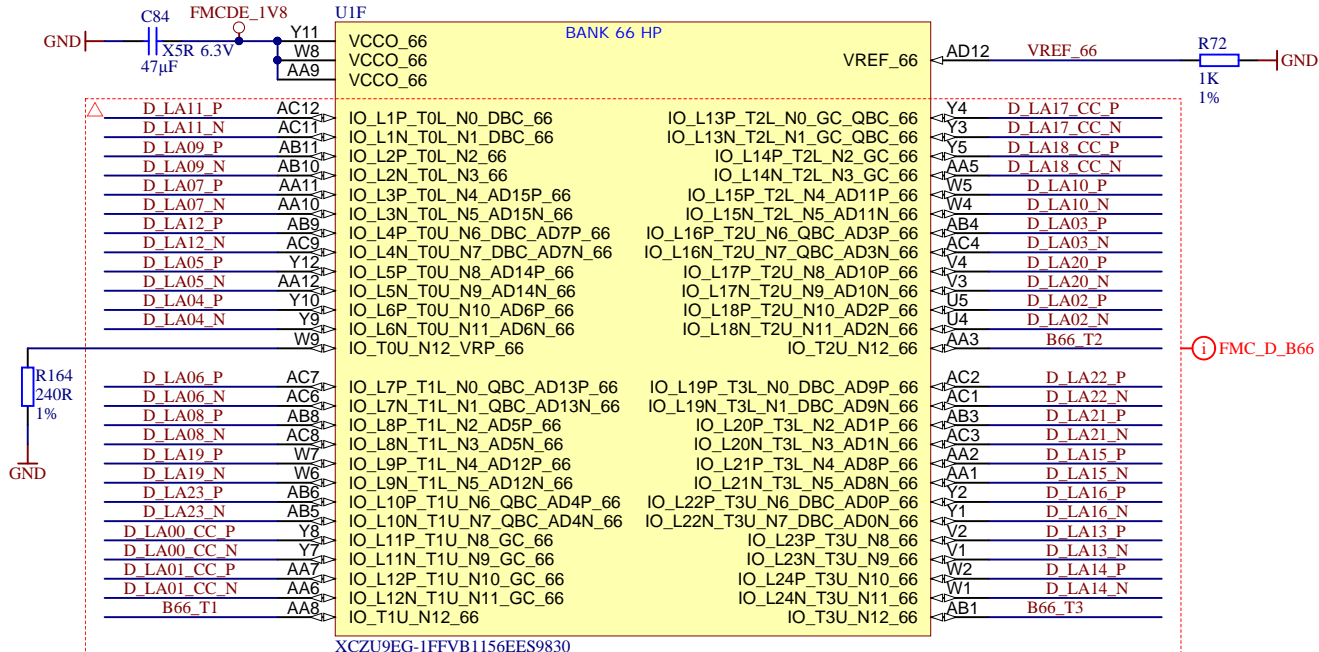 C84
FMCDE_1V8
U1F
GND
X5R 6.3V
47µF
Y11
W8
AA9
VCCO_66
VCCO_66
VCCO_66
BANK 66 HP
VREF_66
AD12
VREF_66
R72
1K
1%
GND
D_LA11_P AC12 IO_L1P_T0L_N0_DBC_66
D_LA11_N AC11 IO_L1N_T0L_N1_DBC_66
D_LA09_P AB11 IO_L2P_T0L_N2_66
D_LA09_N AB10 IO_L2N_T0L_N3_66
D_LA07_P AA11 IO_L3P_T0L_N4_AD15P_66
D_LA07_N AA10 IO_L3N_T0L_N5_AD15N_66
D_LA12_P AB9 IO_L4P_T0U_N6_DBC_AD7P_66
D_LA12_N AC9 IO_L4N_T0U_N7_DBC_AD7N_66
D_LA05_P Y12 IO_L5P_T0U_N8_AD14P_66
D_LA05_N AA12 IO_L5N_T0U_N9_AD14N_66
D_LA04_P Y10 IO_L6P_T0U_N10_AD6P_66
D_LA04_N Y9 IO_L6N_T0U_N11_AD6N_66
W9 IO_T0U_N12_VRP_66
R164
240R
1%
GND
D_LA06_P AC7 IO_L7P_T1L_N0_QBC_AD13P_66
D_LA06_N AC6 IO_L7N_T1L_N1_QBC_AD13N_66
D_LA08_P AB8 IO_L8P_T1L_N2_AD5P_66
D_LA08_N AC8 IO_L8N_T1L_N3_AD5N_66
D_LA19_P W7 IO_L9P_T1L_N4_AD12P_66
D_LA19_N W6 IO_L9N_T1L_N5_AD12N_66
D_LA23_P AB6 IO_L10P_T1U_N6_QBC_AD4P_66
D_LA23_N AB5 IO_L10N_T1U_N7_QBC_AD4N_66
D_LA00_CC_P Y8 IO_L11P_T1U_N8_GC_66
D_LA00_CC_N Y7 IO_L11N_T1U_N9_GC_66
D_LA01_CC_P AA7 IO_L12P_T1U_N10_GC_66
D_LA01_CC_N AA6 IO_L12N_T1U_N11_GC_66
B66_T1 AA8 IO_T1U_N12_66
IO_L13P_T2L_N0_GC_QBC_66 Y4 D_LA17_CC_P
IO_L13N_T2L_N1_GC_QBC_66 Y3 D_LA17_CC_N
IO_L14P_T2L_N2_GC_66 Y5 D_LA18_CC_P
IO_L14N_T2L_N3_GC_66 AA5 D_LA18_CC_N
IO_L15P_T2L_N4_AD11P_66 W5 D_LA10_P
IO_L15N_T2L_N5_AD11N_66 W4 D_LA10_N
IO_L16P_T2U_N6_QBC_AD3P_66 AB4 D_LA03_P
IO_L16N_T2U_N7_QBC_AD3N_66 AC4 D_LA03_N
IO_L17P_T2U_N8_AD10P_66 V4 D_LA20_P
IO_L17N_T2U_N9_AD10N_66 V3 D_LA20_N
IO_L18P_T2U_N10_AD2P_66 U5 D_LA02_P
IO_L18N_T2U_N11_AD2N_66 U4 D_LA02_N
IO_T2U_N12_66 AA3 B66_T2
i FMC_D_B66
IO_L19P_T3L_N0_DBC_AD9P_66 AC2 D_LA22_P
IO_L19N_T3L_N1_DBC_AD9N_66 AC1 D_LA22_N
IO_L20P_T3L_N2_AD1P_66 AB3 D_LA21_P
IO_L20N_T3L_N3_AD1N_66 AC3 D_LA21_N
IO_L21P_T3L_N4_AD8P_66 AA2 D_LA15_P
IO_L21N_T3L_N5_AD8N_66 AA1 D_LA15_N
IO_L22P_T3U_N6_DBC_AD0P_66 Y2 D_LA16_P
IO_L22N_T3U_N7_DBC_AD0N_66 Y1 D_LA16_N
IO_L23P_T3U_N8_66 V2 D_LA13_P
IO_L23N_T3U_N9_66 V1 D_LA13_N
IO_L24P_T3U_N10_66 W2 D_LA14_P
IO_L24N_T3U_N11_66 W1 D_LA14_N
IO_T3U_N12_66 AB1 B66_T3
XCZU9EG-1FFVB1156EES9830